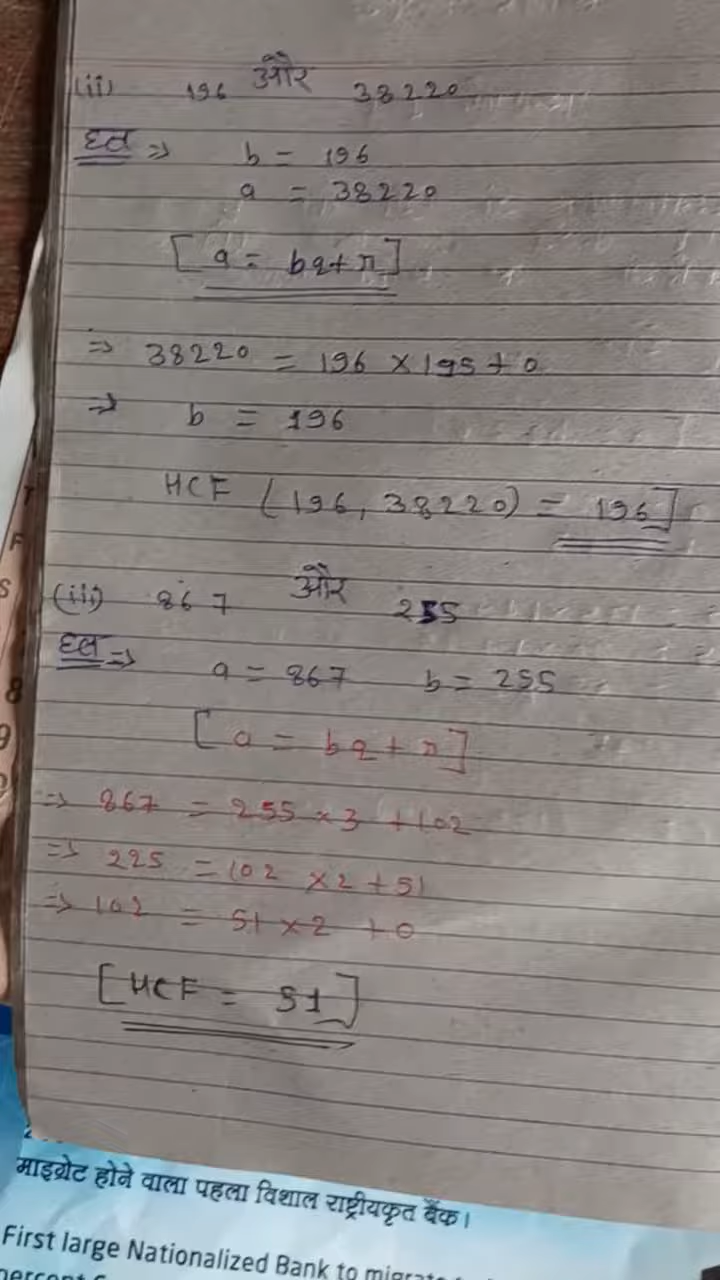 (ii) 196 और 38220
हल ⇒ b = 196
a = 38220
[a = bq + r]
⇒ 38220 = 196 × 195 + 0
⇒ b = 196
HCF (196, 38220) = 196]
(iii) 867 और 255
हल ⇒ a = 867 b = 255
[a = bq + r]
⇒ 867 = 255 × 3 + 102
⇒ 225 = 102 × 2 + 51
⇒ 102 = 51 × 2 + 0
[HCF = 51]
माइग्रेट होने वाला पहला विशाल राष्ट्रीयकृत बैंक।
First large Nationalized Bank to migrate